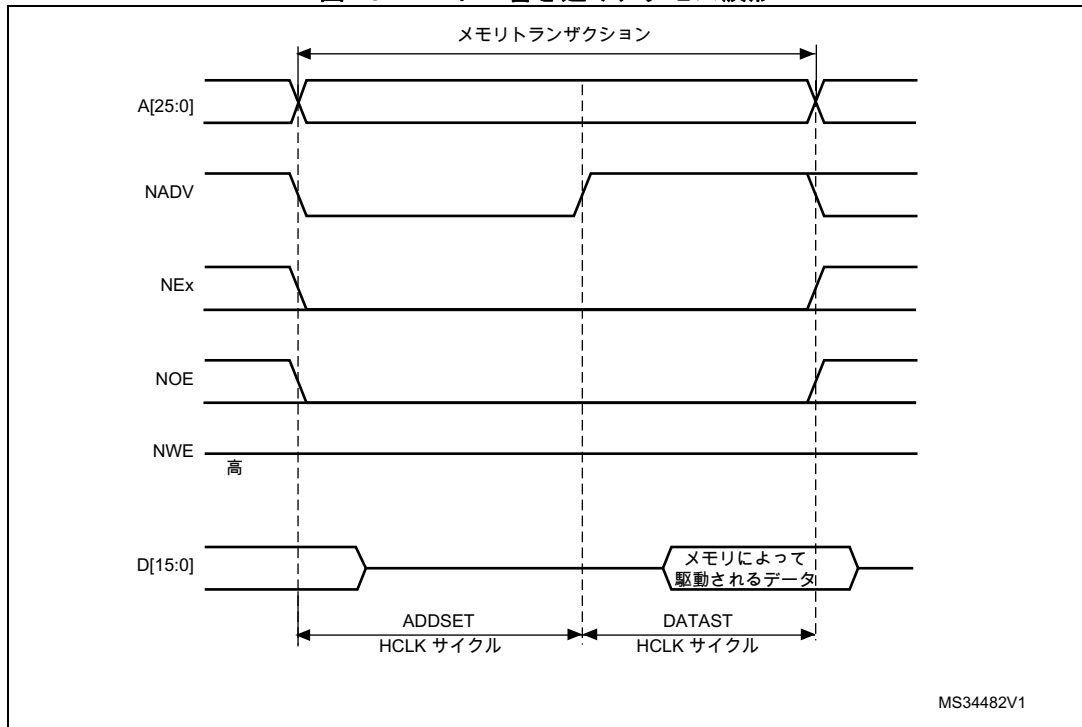 メモリトランザクション
A[25:0]
NADV
NEx
NOE
NWE
高
D[15:0]
メモリによって
駆動されるデータ
ADDSET
HCLK サイクル
DATAST
HCLK サイクル
MS34482V1